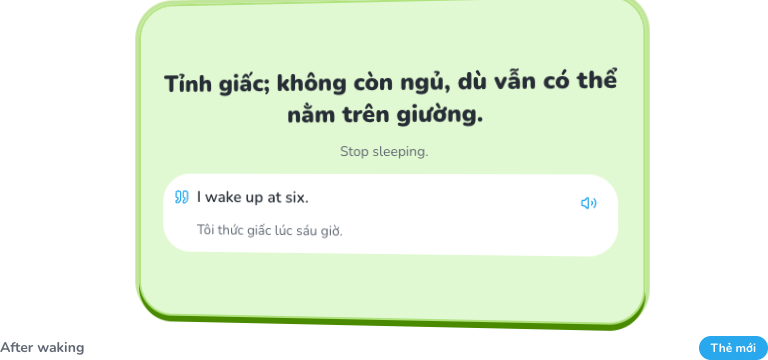 Tỉnh giấc; không còn ngủ, dù vẫn có thể
nằm trên giường.
Stop sleeping.
I wake up at six.
Tôi thức giấc lúc sáu giờ.
After waking
Thẻ mới